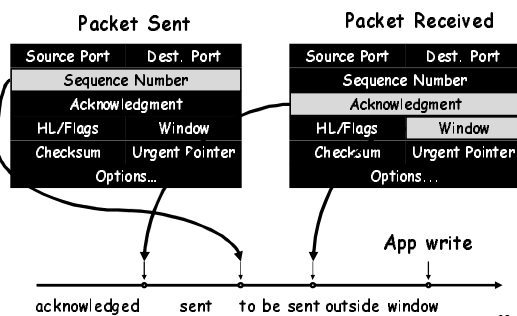 Packet Sent
Packet Received
Source Port Dest. Port
Sequence Number
Acknowledgment
HL/Flags Window
Checksum Urgent Pointer
Options...
Source Port Dest. Port
Sequence Number
Acknowledgment
HL/Flags Window
Checksum Urgent Pointer
Options...
App write
acknowledged sent to be sent outside window